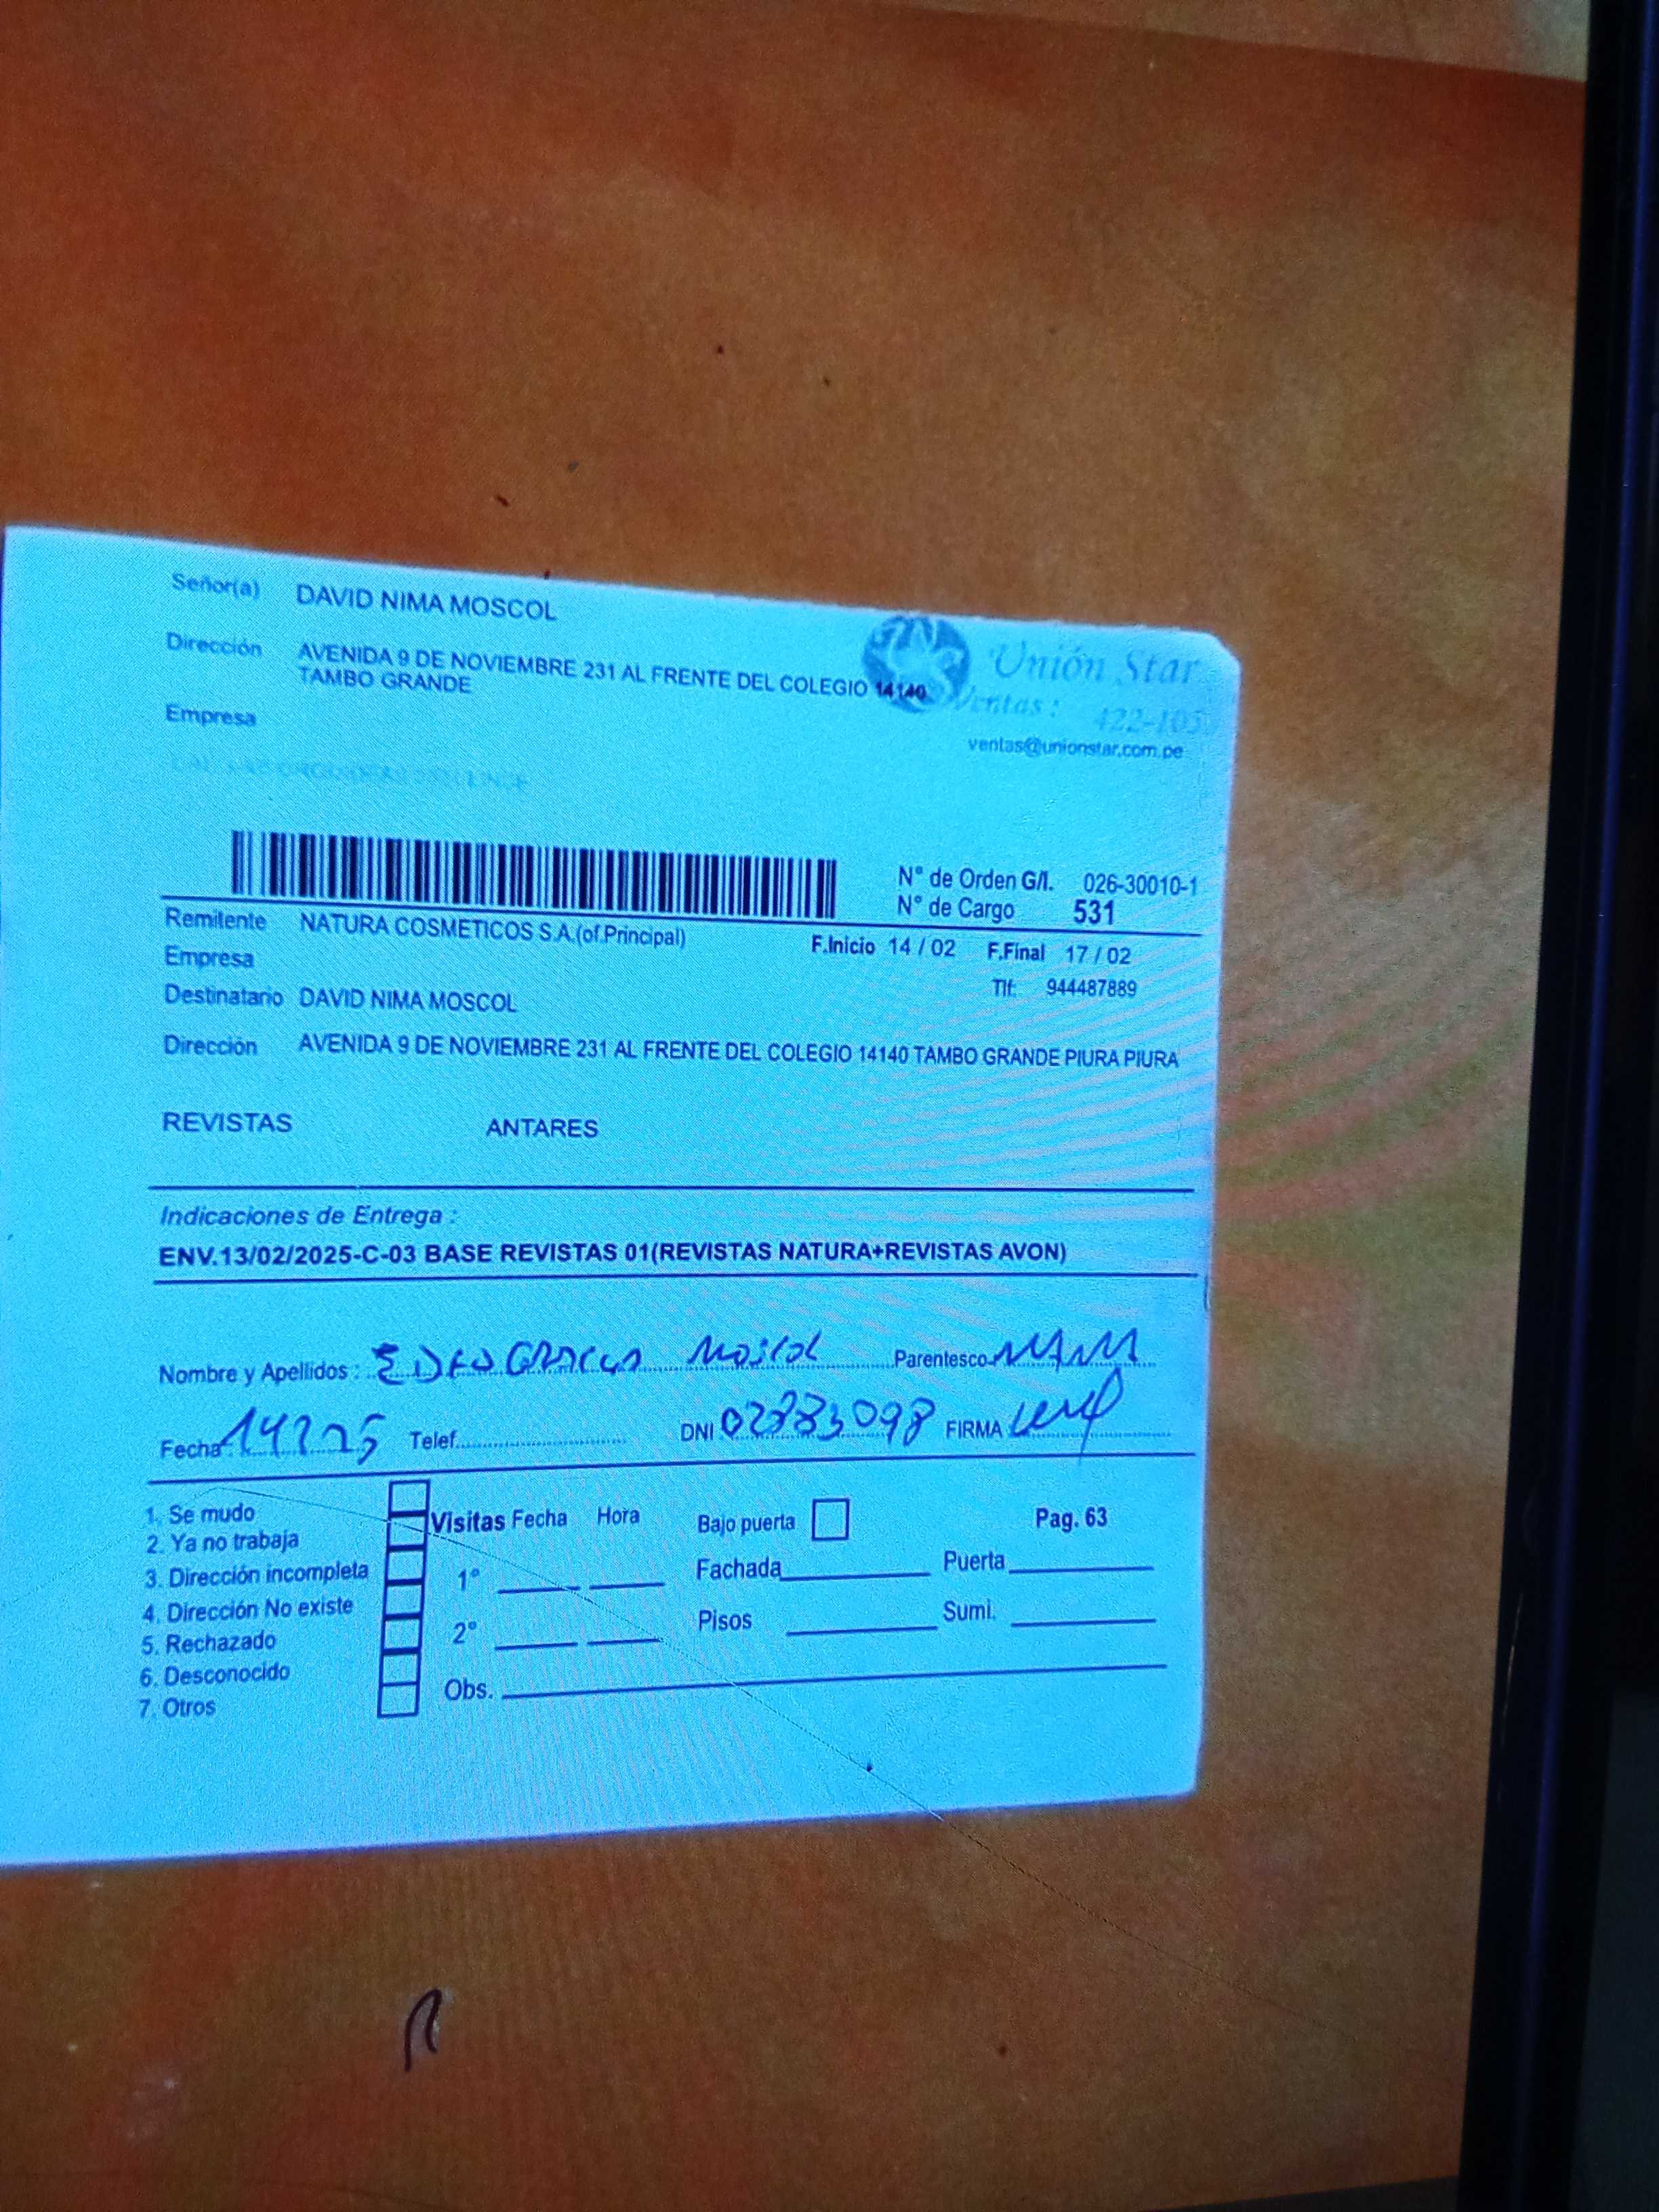 Señor(a) DAVID NIMA MOSCOL
Dirección AVENIDA 9 DE NOVIEMBRE 231 AL FRENTE DEL COLEGIO 14140
TAMBO GRANDE
Unión Star
Ventas: 422-105
ventas@unionstar.com.pe
Empresa
N° de Orden G/I. 026-30010-1
N° de Cargo 531
Remitente NATURA COSMETICOS S.A.(of.Principal)
F.Inicio 14 / 02 F.Final 17 / 02
Empresa
Tlf: 944487889
Destinatario DAVID NIMA MOSCOL
Dirección AVENIDA 9 DE NOVIEMBRE 231 AL FRENTE DEL COLEGIO 14140 TAMBO GRANDE PIURA PIURA
REVISTAS ANTARES
Indicaciones de Entrega :
ENV.13/02/2025-C-03 BASE REVISTAS 01(REVISTAS NATURA+REVISTAS AVON)
Nombre y Apellidos : Moscol Parentesco
Fecha: 14225 Telef. DNI 02883098 FIRMA
1. Se mudo
2. Ya no trabaja
3. Dirección incompleta
4. Dirección No existe
5. Rechazado
6. Desconocido
7. Otros
Visitas Fecha Hora
1°
2°
Obs.
Bajo puerta
Pag. 63
Fachada Puerta
Pisos Sumi.